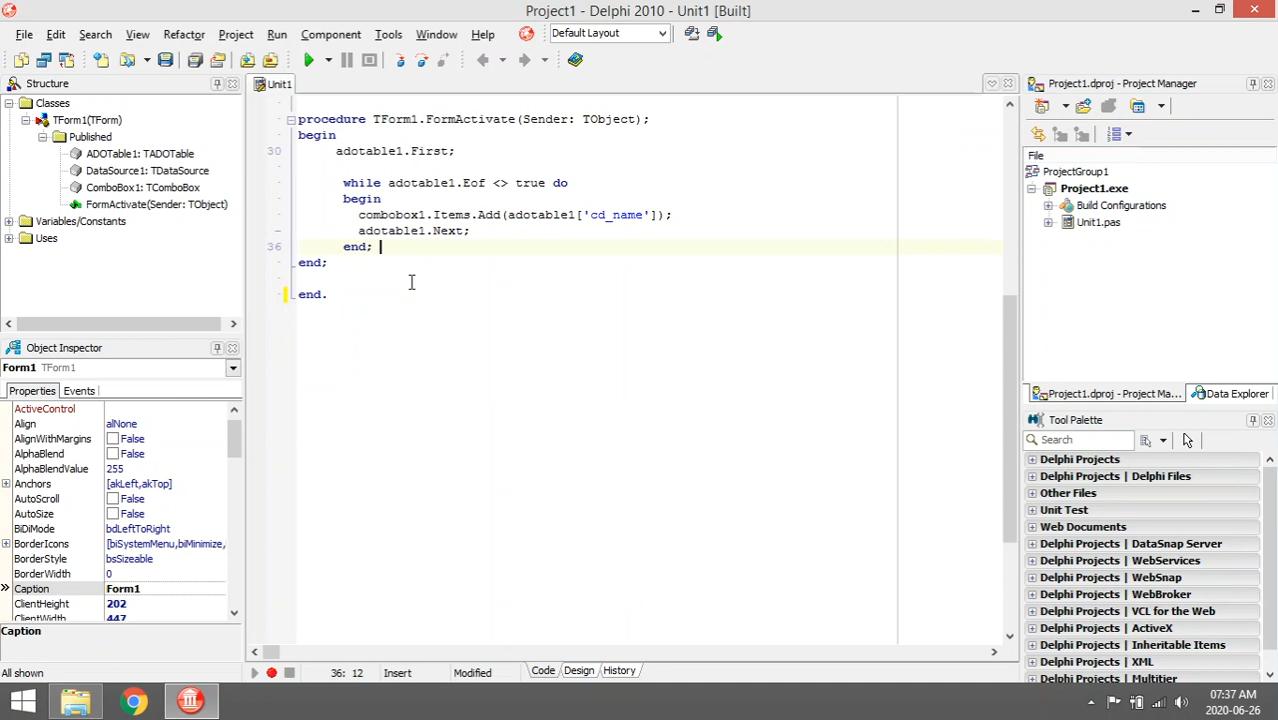 Project1 - Delphi 2010 - Unit1 [Built]
File Edit Search View Refactor Project Run Component Tools Window Help Default Layout
Structure
Classes
TForm1(TForm)
Published
ADOTable1: TADOTable
DataSource1: TDataSource
ComboBox1: TComboBox
FormActivate(Sender: TObject)
Variables/Constants
Uses
Object Inspector
Form1 TForm1
Properties Events
ActiveControl
Align alNone
AlignWithMargins False
AlphaBlend False
AlphaBlendValue 255
Anchors [akLeft,akTop]
AutoScroll False
AutoSize False
BiDiMode bdLeftToRight
BorderIcons [biSystemMenu,biMinimize,
BorderStyle bsSizeable
BorderWidth 0
Caption Form1
ClientHeight 202
ClientWidth 447
Caption
All shown
Unit1
procedure TForm1.FormActivate(Sender: TObject);
begin
30 adotable1.First;
while adotable1.Eof <> true do
begin
combobox1.Items.Add(adotable1['cd_name']);
adotable1.Next;
36 end;
end;
end.
36: 12 Insert Modified Code Design History
Project1.dproj - Project Manager
File
ProjectGroup1
Project1.exe
Build Configurations
Unit1.pas
Project1.dproj - Project Ma... Data Explorer
Tool Palette
Search
Delphi Projects
Delphi Projects | Delphi Files
Other Files
Unit Test
Web Documents
Delphi Projects | DataSnap Server
Delphi Projects | WebServices
Delphi Projects | WebSnap
Delphi Projects | WebBroker
Delphi Projects | VCL for the Web
Delphi Projects | ActiveX
Delphi Projects | Inheritable Items
Delphi Projects | XML
Delphi Projects | Multitier
07:37 AM
2020-06-26